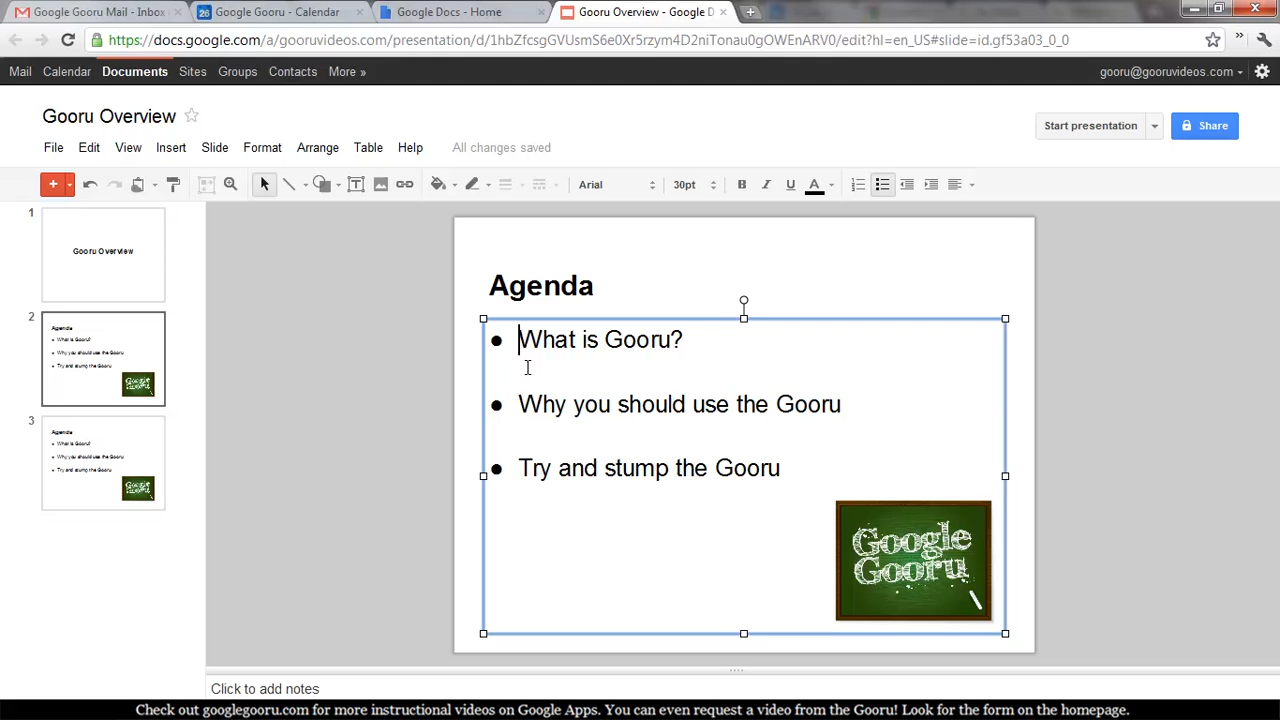 Google Gooru Mail - Inbox
Google Gooru - Calendar
Google Docs - Home
Gooru Overview - Google D
https://docs.google.com/a/gooruvideos.com/presentation/d/1hbZfcsgGVUsmS6e0Xr5rzym4D2niTonau0gOWEnARV0/edit?hl=en_US#slide=id.gf53a03_0_0
Mail Calendar Documents Sites Groups Contacts More »
gooru@gooruvideos.com
Gooru Overview
Start presentation
Share
File Edit View Insert Slide Format Arrange Table Help All changes saved
Arial 30pt B I U A
1
Gooru Overview
2
Agenda
What is Gooru?
Why you should use the Gooru
Try and stump the Gooru
Google
Gooru
3
Agenda
What is Gooru?
Why you should use the Gooru
Try and stump the Gooru
Google
Gooru
Agenda
● What is Gooru?
● Why you should use the Gooru
● Try and stump the Gooru
Google
Gooru
Click to add notes
Check out googlegooru.com for more instructional videos on Google Apps. You can even request a video from the Gooru! Look for the form on the homepage.